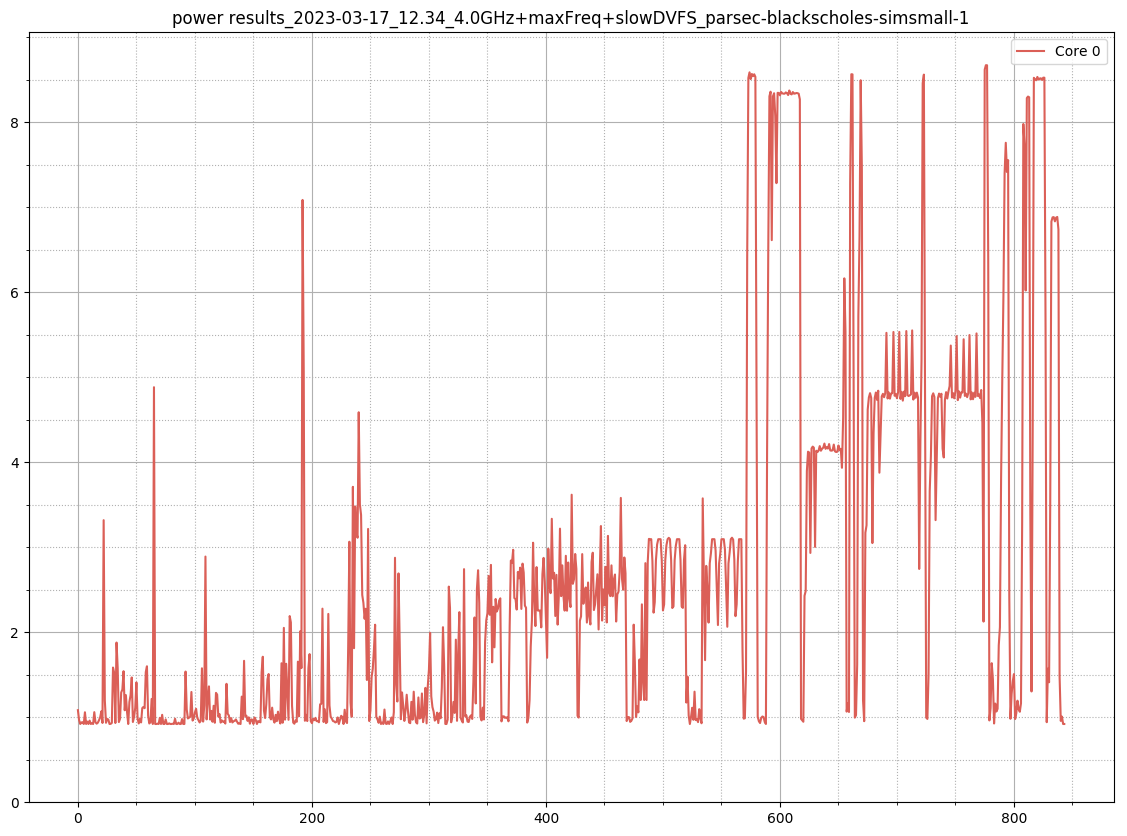 power results_2023-03-17_12.34_4.0GHz+maxFreq+slowDVFS_parsec-blackscholes-simsmall-1
Core 0
8
6
4
2
0
0 200 400 600 800